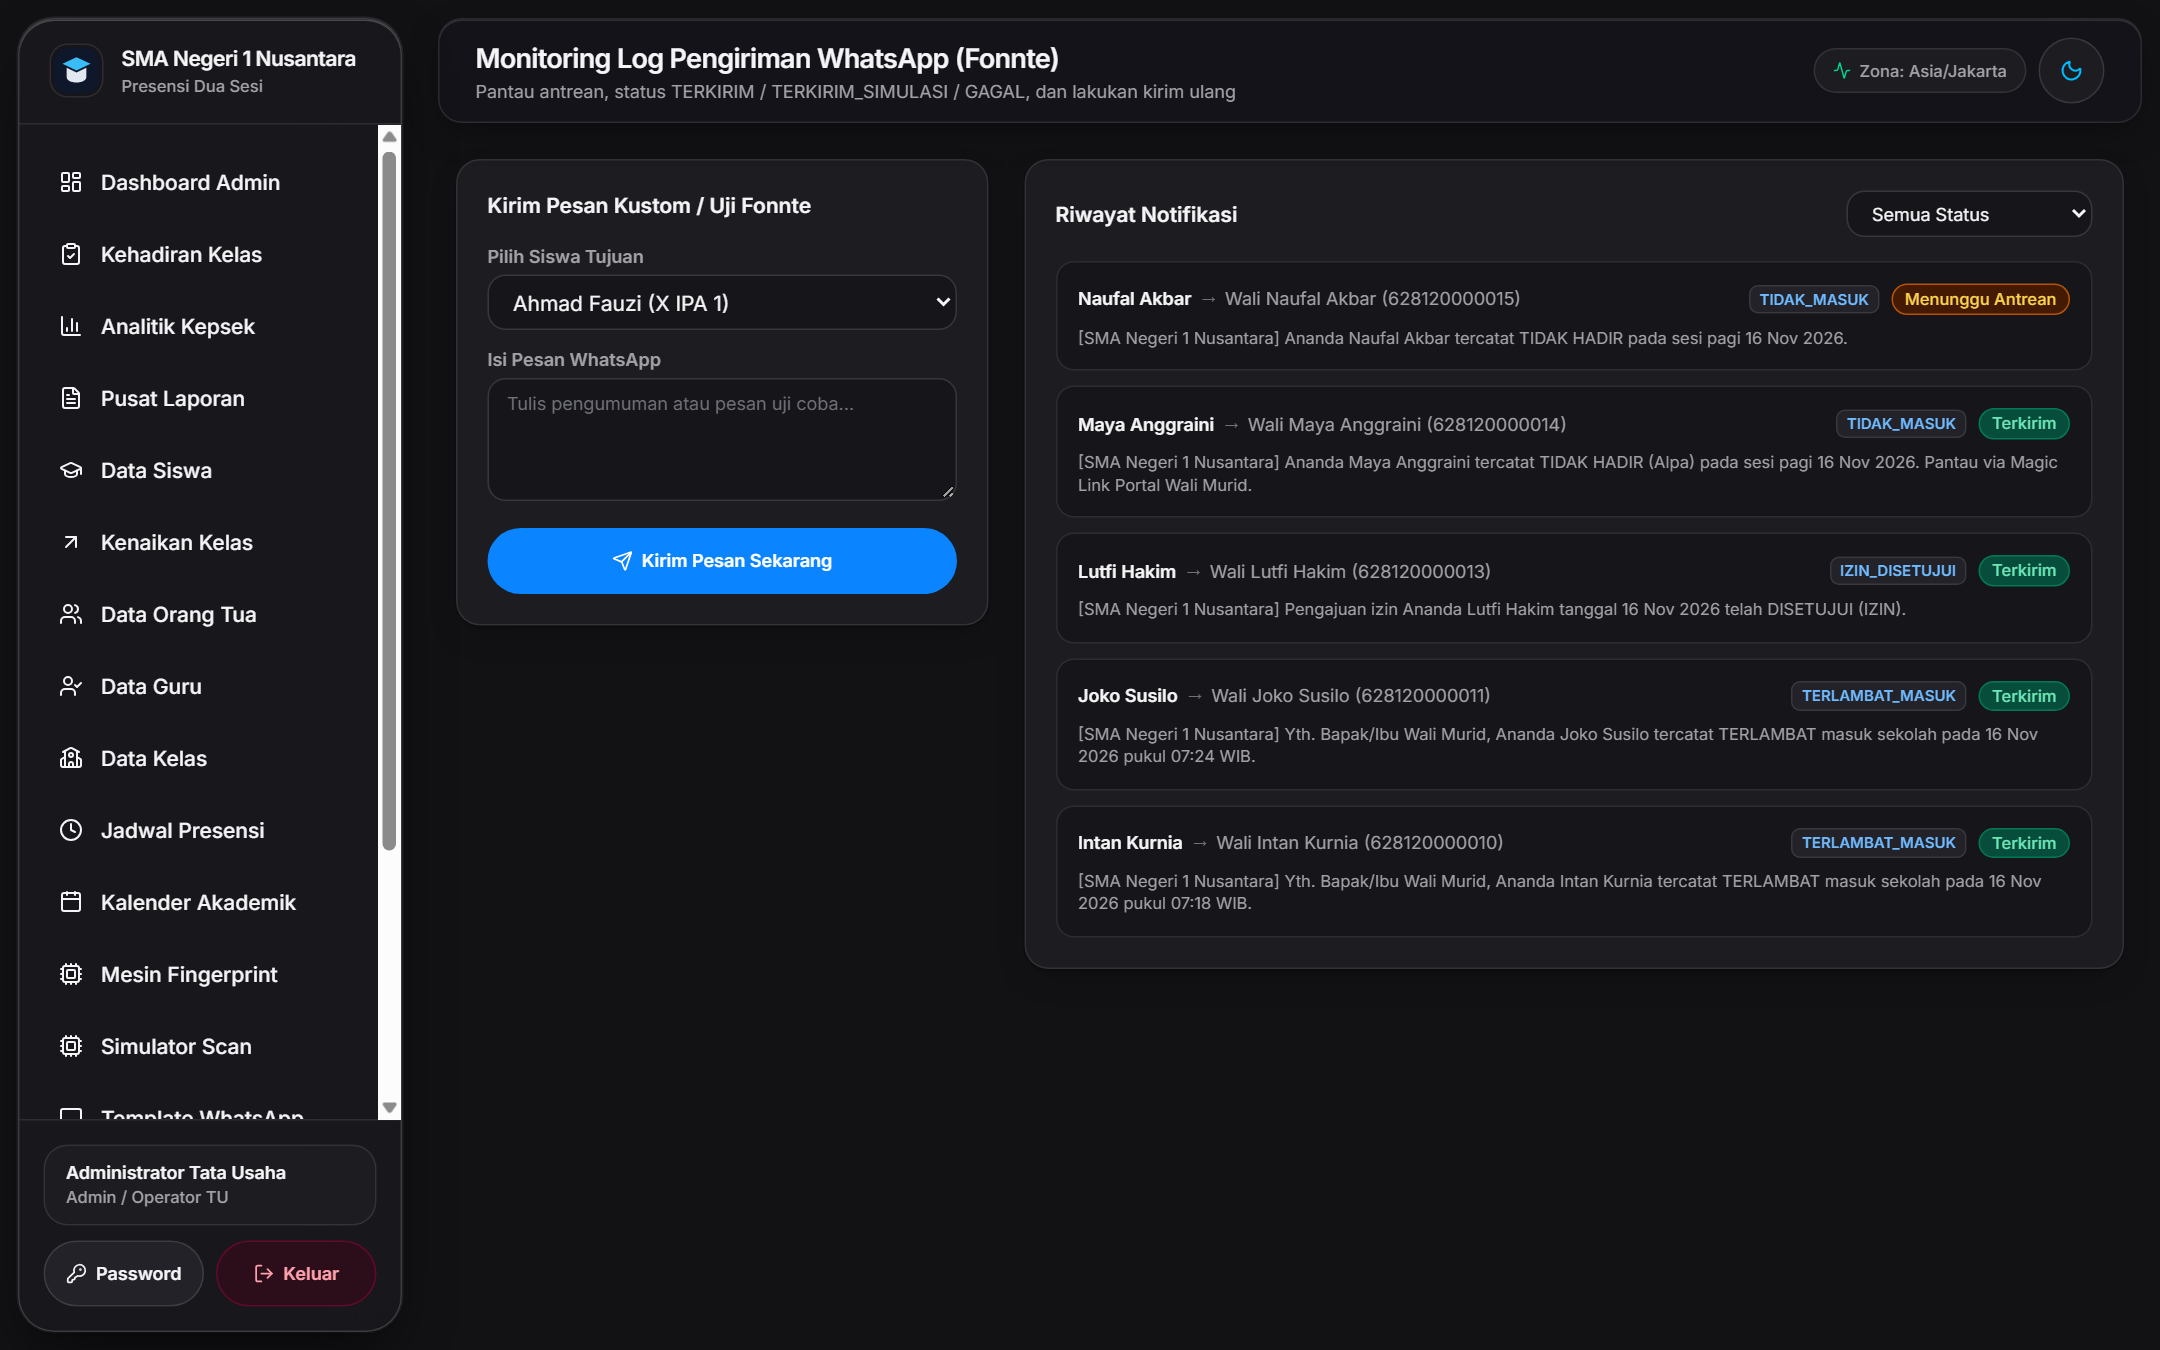 SMA Negeri 1 Nusantara
Presensi Dua Sesi
Dashboard Admin
Kehadiran Kelas
Analitik Kepsek
Pusat Laporan
Data Siswa
Kenaikan Kelas
Data Orang Tua
Data Guru
Data Kelas
Jadwal Presensi
Kalender Akademik
Mesin Fingerprint
Simulator Scan
Template WhatsApp
Administrator Tata Usaha
Admin / Operator TU
Password
Keluar
Monitoring Log Pengiriman WhatsApp (Fonnte)
Pantau antrean, status TERKIRIM / TERKIRIM_SIMULASI / GAGAL, dan lakukan kirim ulang
Zona: Asia/Jakarta
Kirim Pesan Kustom / Uji Fonnte
Pilih Siswa Tujuan
Ahmad Fauzi (X IPA 1)
Isi Pesan WhatsApp
Tulis pengumuman atau pesan uji coba...
Kirim Pesan Sekarang
Riwayat Notifikasi
Semua Status
Naufal Akbar → Wali Naufal Akbar (628120000015) TIDAK_MASUK Menunggu Antrean
[SMA Negeri 1 Nusantara] Ananda Naufal Akbar tercatat TIDAK HADIR pada sesi pagi 16 Nov 2026.
Maya Anggraini → Wali Maya Anggraini (628120000014) TIDAK_MASUK Terkirim
[SMA Negeri 1 Nusantara] Ananda Maya Anggraini tercatat TIDAK HADIR (Alpa) pada sesi pagi 16 Nov 2026. Pantau via Magic
Link Portal Wali Murid.
Lutfi Hakim → Wali Lutfi Hakim (628120000013) IZIN_DISETUJUI Terkirim
[SMA Negeri 1 Nusantara] Pengajuan izin Ananda Lutfi Hakim tanggal 16 Nov 2026 telah DISETUJUI (IZIN).
Joko Susilo → Wali Joko Susilo (628120000011) TERLAMBAT_MASUK Terkirim
[SMA Negeri 1 Nusantara] Yth. Bapak/Ibu Wali Murid, Ananda Joko Susilo tercatat TERLAMBAT masuk sekolah pada 16 Nov
2026 pukul 07:24 WIB.
Intan Kurnia → Wali Intan Kurnia (628120000010) TERLAMBAT_MASUK Terkirim
[SMA Negeri 1 Nusantara] Yth. Bapak/Ibu Wali Murid, Ananda Intan Kurnia tercatat TERLAMBAT masuk sekolah pada 16 Nov
2026 pukul 07:18 WIB.